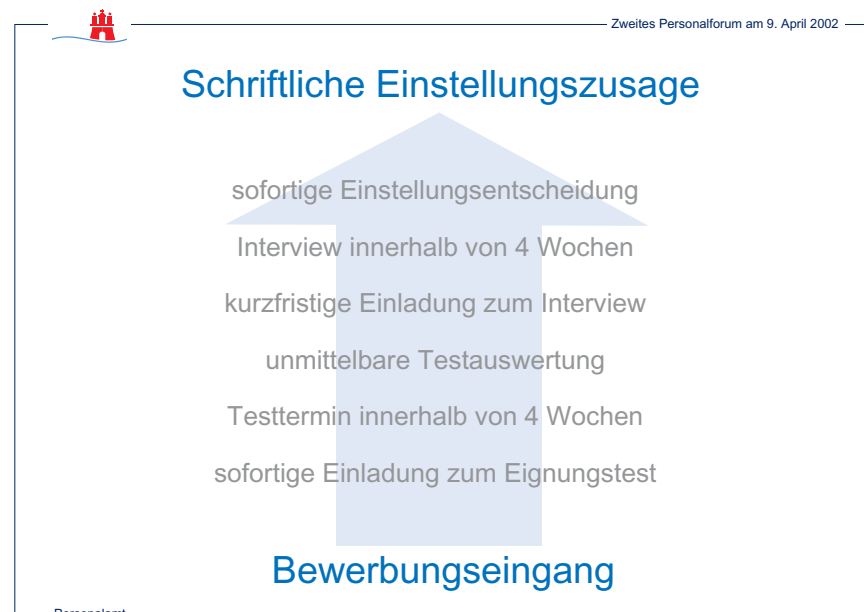 Zweites Personalforum am 9. April 2002
Schriftliche Einstellungszusage
sofortige Einstellungsentscheidung
Interview innerhalb von 4 Wochen
kurzfristige Einladung zum Interview
unmittelbare Testauswertung
Testtermin innerhalb von 4 Wochen
sofortige Einladung zum Eignungstest
Bewerbungseingang
Personalamt